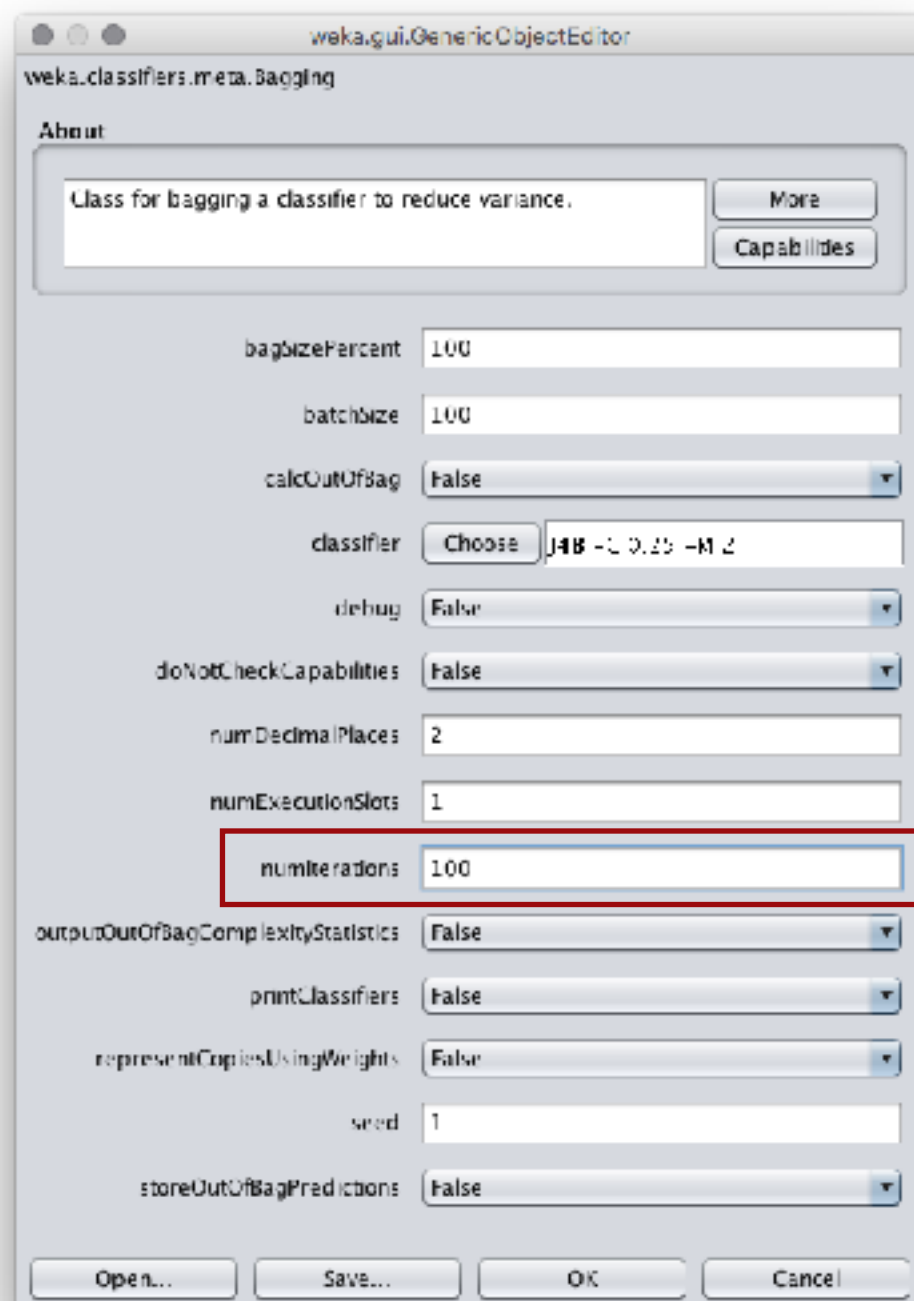 weka.gui.GenericObjectEditor
weka.classifiers.meta.Bagging
About
Class for bagging a classifier to reduce variance.
More
Capabilities
bagSizePercent 100
batchSize 100
calcOutOfBag False
classifier Choose J48 -C 0.25 -M 2
debug False
doNotCheckCapabilities False
numDecimalPlaces 2
numExecutionSlots 1
numIterations 100
outputOutOfBagComplexityStatistics False
printClassifiers False
representCopiesUsingWeights False
seed 1
storeOutOfBagPredictions False
Open... Save... OK Cancel